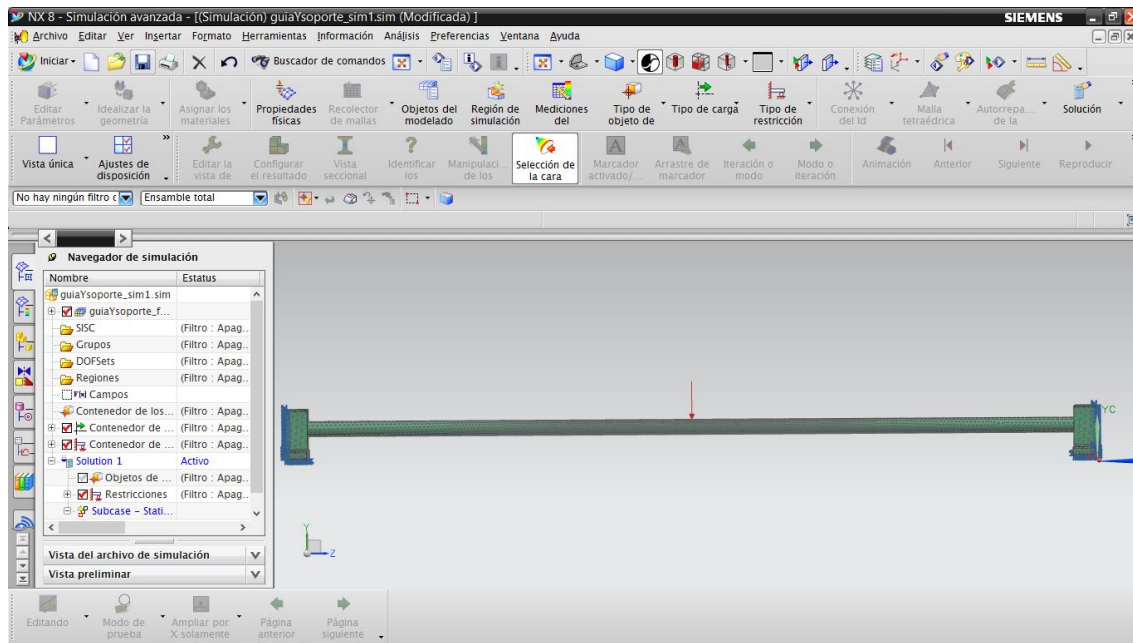 NX 8 - Simulación avanzada - [(Simulación) guiaYsoporte_sim1.sim (Modificada) ] SIEMENS
Archivo Editar Ver Insertar Formato Herramientas Información Análisis Preferencias Ventana Ayuda
Iniciar Buscador de comandos
Editar Parámetros
Idealizar la geometría
Asignar los materiales
Propiedades físicas
Recolector de mallas
Objetos del modelado
Región de simulación
Mediciones del
Tipo de objeto de
Tipo de carga
Tipo de restricción
Conexión del Id
Malla tetraédrica
Autorrepa... de la
Solución
Vista única
Ajustes de disposición
Editar la vista de
Configurar el resultado
Vista seccional
Identificar los
Manipulaci... de los
Selección de la cara
Marcador activado/...
Arrastre de marcador
Iteración o modo
Modo o iteración
Animación
Anterior
Siguiente
Reproducir
No hay ningún filtro c Ensamble total
Navegador de simulación
Nombre Estatus
guiaYsoporte_sim1.sim
guiaYsoporte_f...
SISC (Filtro : Apag...
Grupos (Filtro : Apag...
DOFSets (Filtro : Apag...
Regiones (Filtro : Apag...
Campos
Contenedor de los... (Filtro : Apag...
Contenedor de ... (Filtro : Apag...
Contenedor de ... (Filtro : Apag...
Solution 1 Activo
Objetos de ... (Filtro : Apag...
Restricciones (Filtro : Apag...
Subcase - Stati...
Vista del archivo de simulación
Vista preliminar
YC
Y
Z
Editando
Modo de prueba
Ampliar por X solamente
Página anterior
Página siguiente